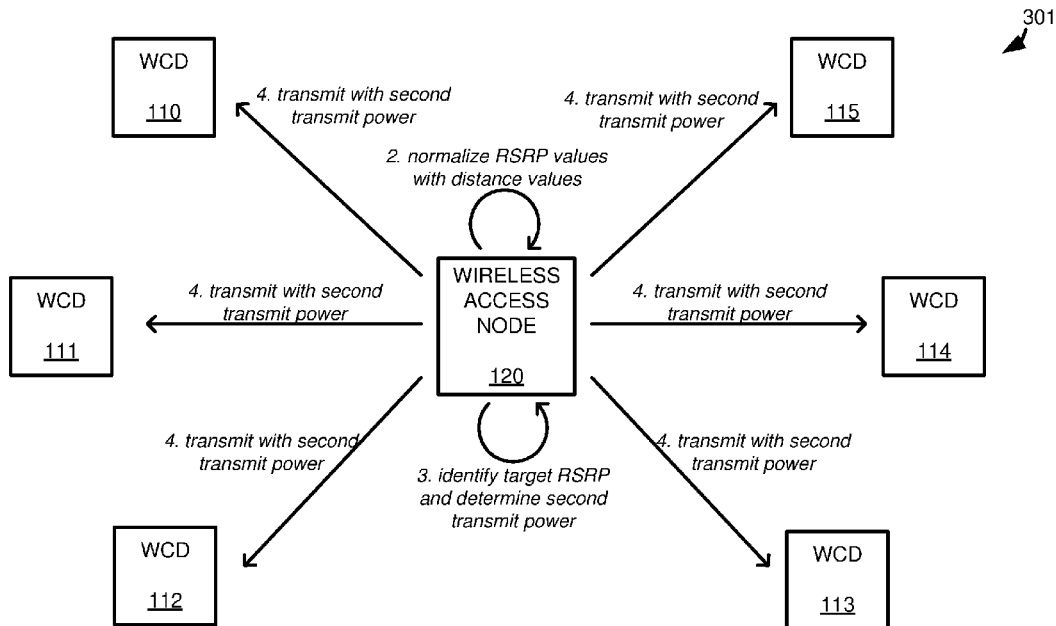 301
WCD
110
4. transmit with second
transmit power
4. transmit with second
transmit power
WCD
115
2. normalize RSRP values
with distance values
WCD
111
4. transmit with second
transmit power
WIRELESS
ACCESS
NODE
120
4. transmit with second
transmit power
WCD
114
4. transmit with second
transmit power
3. identify target RSRP
and determine second
transmit power
4. transmit with second
transmit power
WCD
112
WCD
113